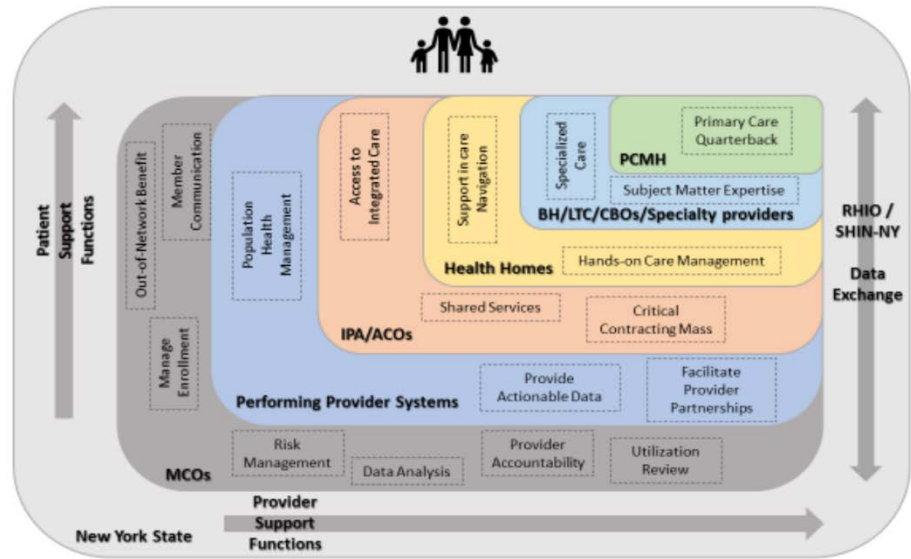 Patient
Support
Functions
Out-of-Network Benefit
Member
Communication
Manage
Enrollment
Population
Health
Management
Access to
Integrated Care
Support in care
Navigation
Specialized
Care
Primary Care
Quarterback
PCMH
Subject Matter Expertise
BH/LTC/CBOs/Specialty providers
Hands-on Care Management
Health Homes
Shared Services
Critical
Contracting Mass
IPA/ACOs
Provide
Actionable Data
Facilitate
Provider
Partnerships
Performing Provider Systems
Risk
Management
Data Analysis
Provider
Accountability
Utilization
Review
MCOs
RHIO /
SHIN-NY
Data
Exchange
New York State
Provider
Support
Functions